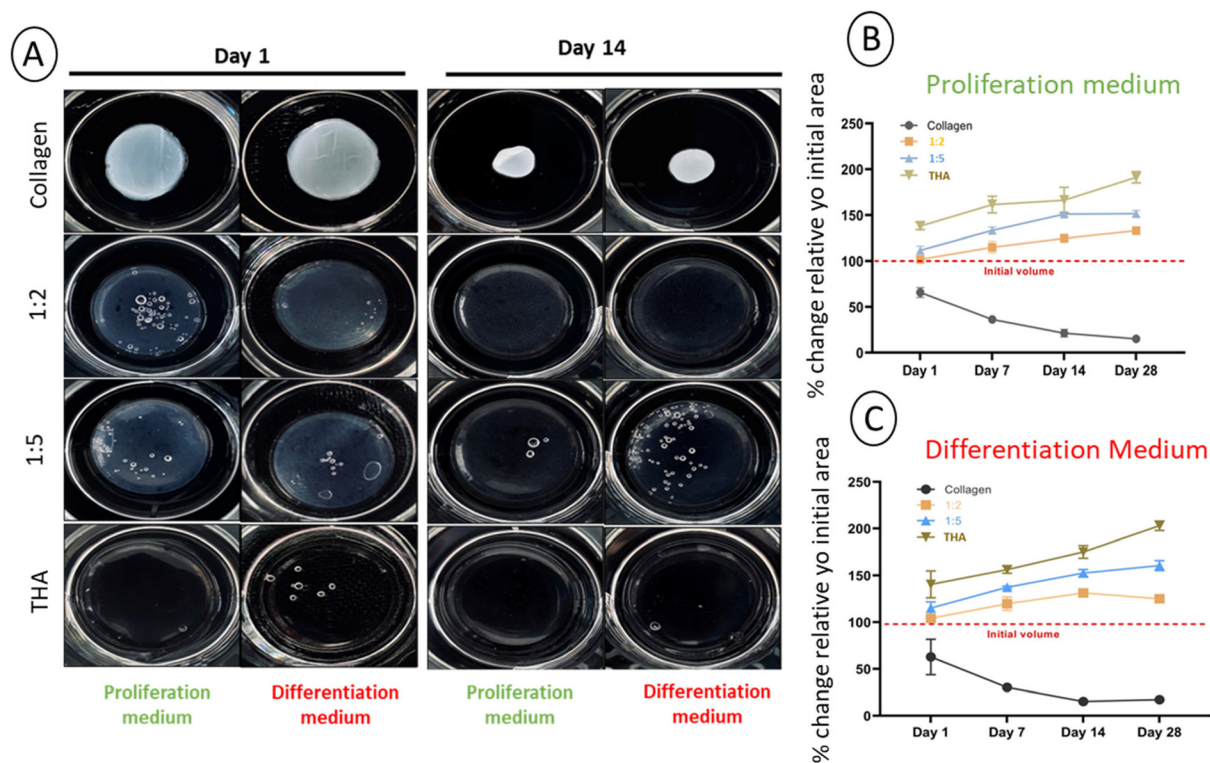 A
Day 1
Day 14
Collagen
1:2
1:5
THA
Proliferation
medium
Differentiation
medium
Proliferation
medium
Differentiation
medium
B
Proliferation medium
% change relative yo initial area
250
200
150
100
50
0
Collagen
1:2
1:5
THA
Initial volume
Day 1
Day 7
Day 14
Day 28
C
Differentiation Medium
% change relative yo initial area
250
200
150
100
50
0
Collagen
1:2
1:5
THA
Initial volume
Day 1
Day 7
Day 14
Day 28